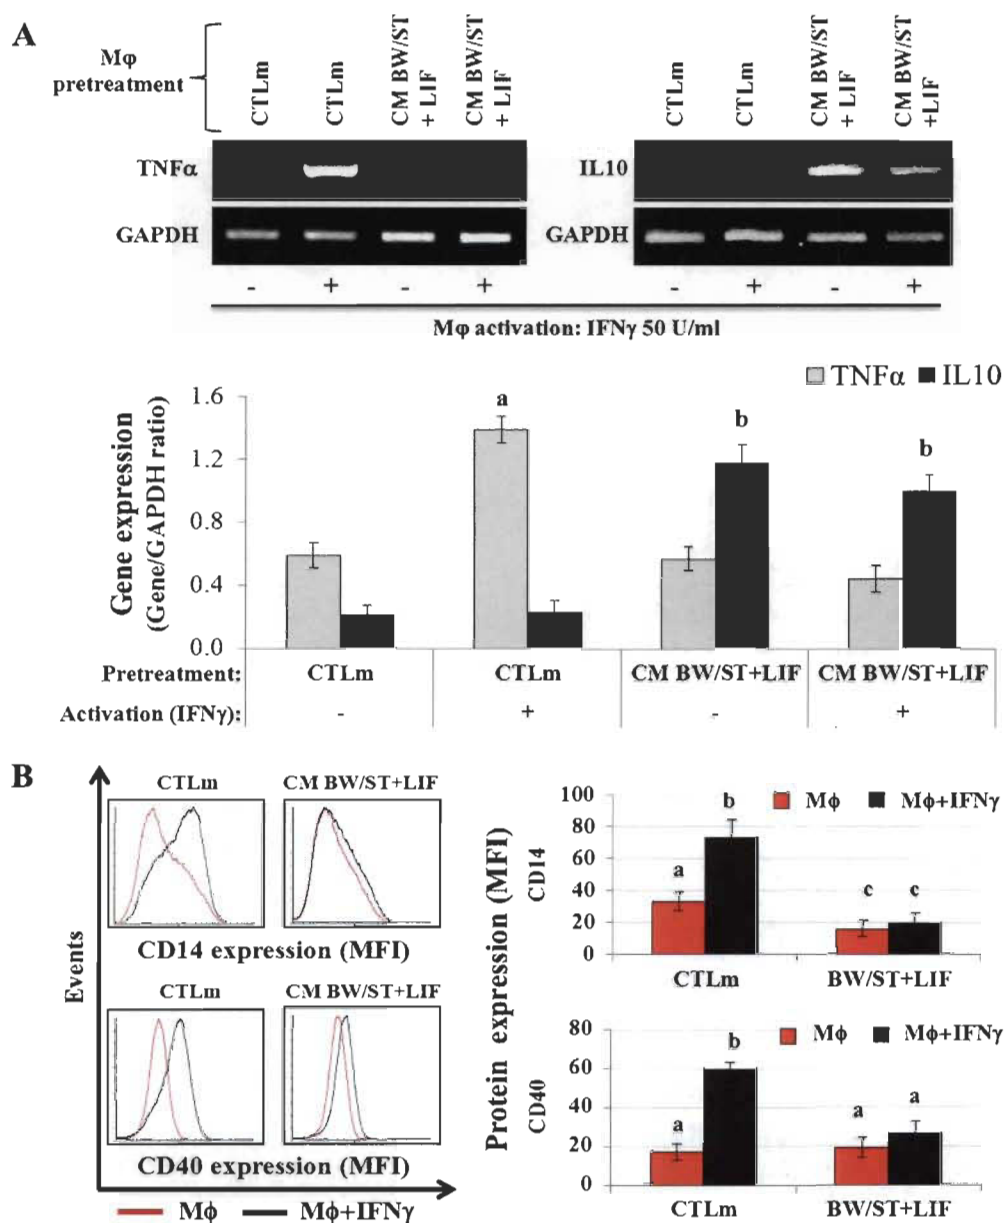 A
Mφ
pretreatment
CTLm
CTLm
CM BW/ST
+ LIF
CM BW/ST
+ LIF
CTLm
CTLm
CM BW/ST
+ LIF
CM BW/ST
+LIF
TNFα
IL10
GAPDH
GAPDH
- + - +
- + - +
Mφ activation: IFNγ 50 U/ml
TNFα IL10
Gene expression
(Gene/GAPDH ratio)
1.6
1.2
0.8
0.4
0.0
a
b
b
Pretreatment: CTLm CTLm CM BW/ST+LIF CM BW/ST+LIF
Activation (IFNγ): - + - +
B
Events
CTLm CM BW/ST+LIF
CD14 expression (MFI)
CTLm CM BW/ST+LIF
CD40 expression (MFI)
Mϕ Mϕ+IFNγ
Protein expression (MFI)
CD14
100
80
60
40
20
0
Mϕ Mϕ+IFNγ
a b c c
CTLm BW/ST+LIF
CD40
80
60
40
20
0
Mϕ Mϕ+IFNγ
a b a a
CTLm BW/ST+LIF